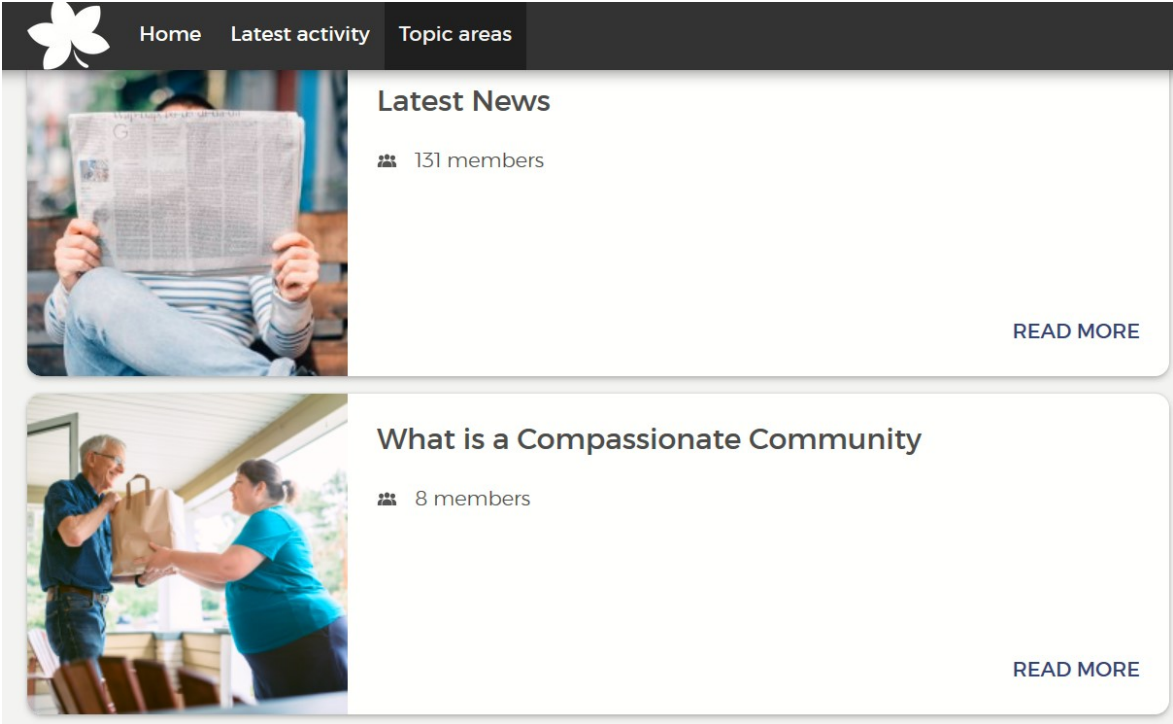 Home Latest activity Topic areas
Latest News
131 members
READ MORE
What is a Compassionate Community
8 members
READ MORE